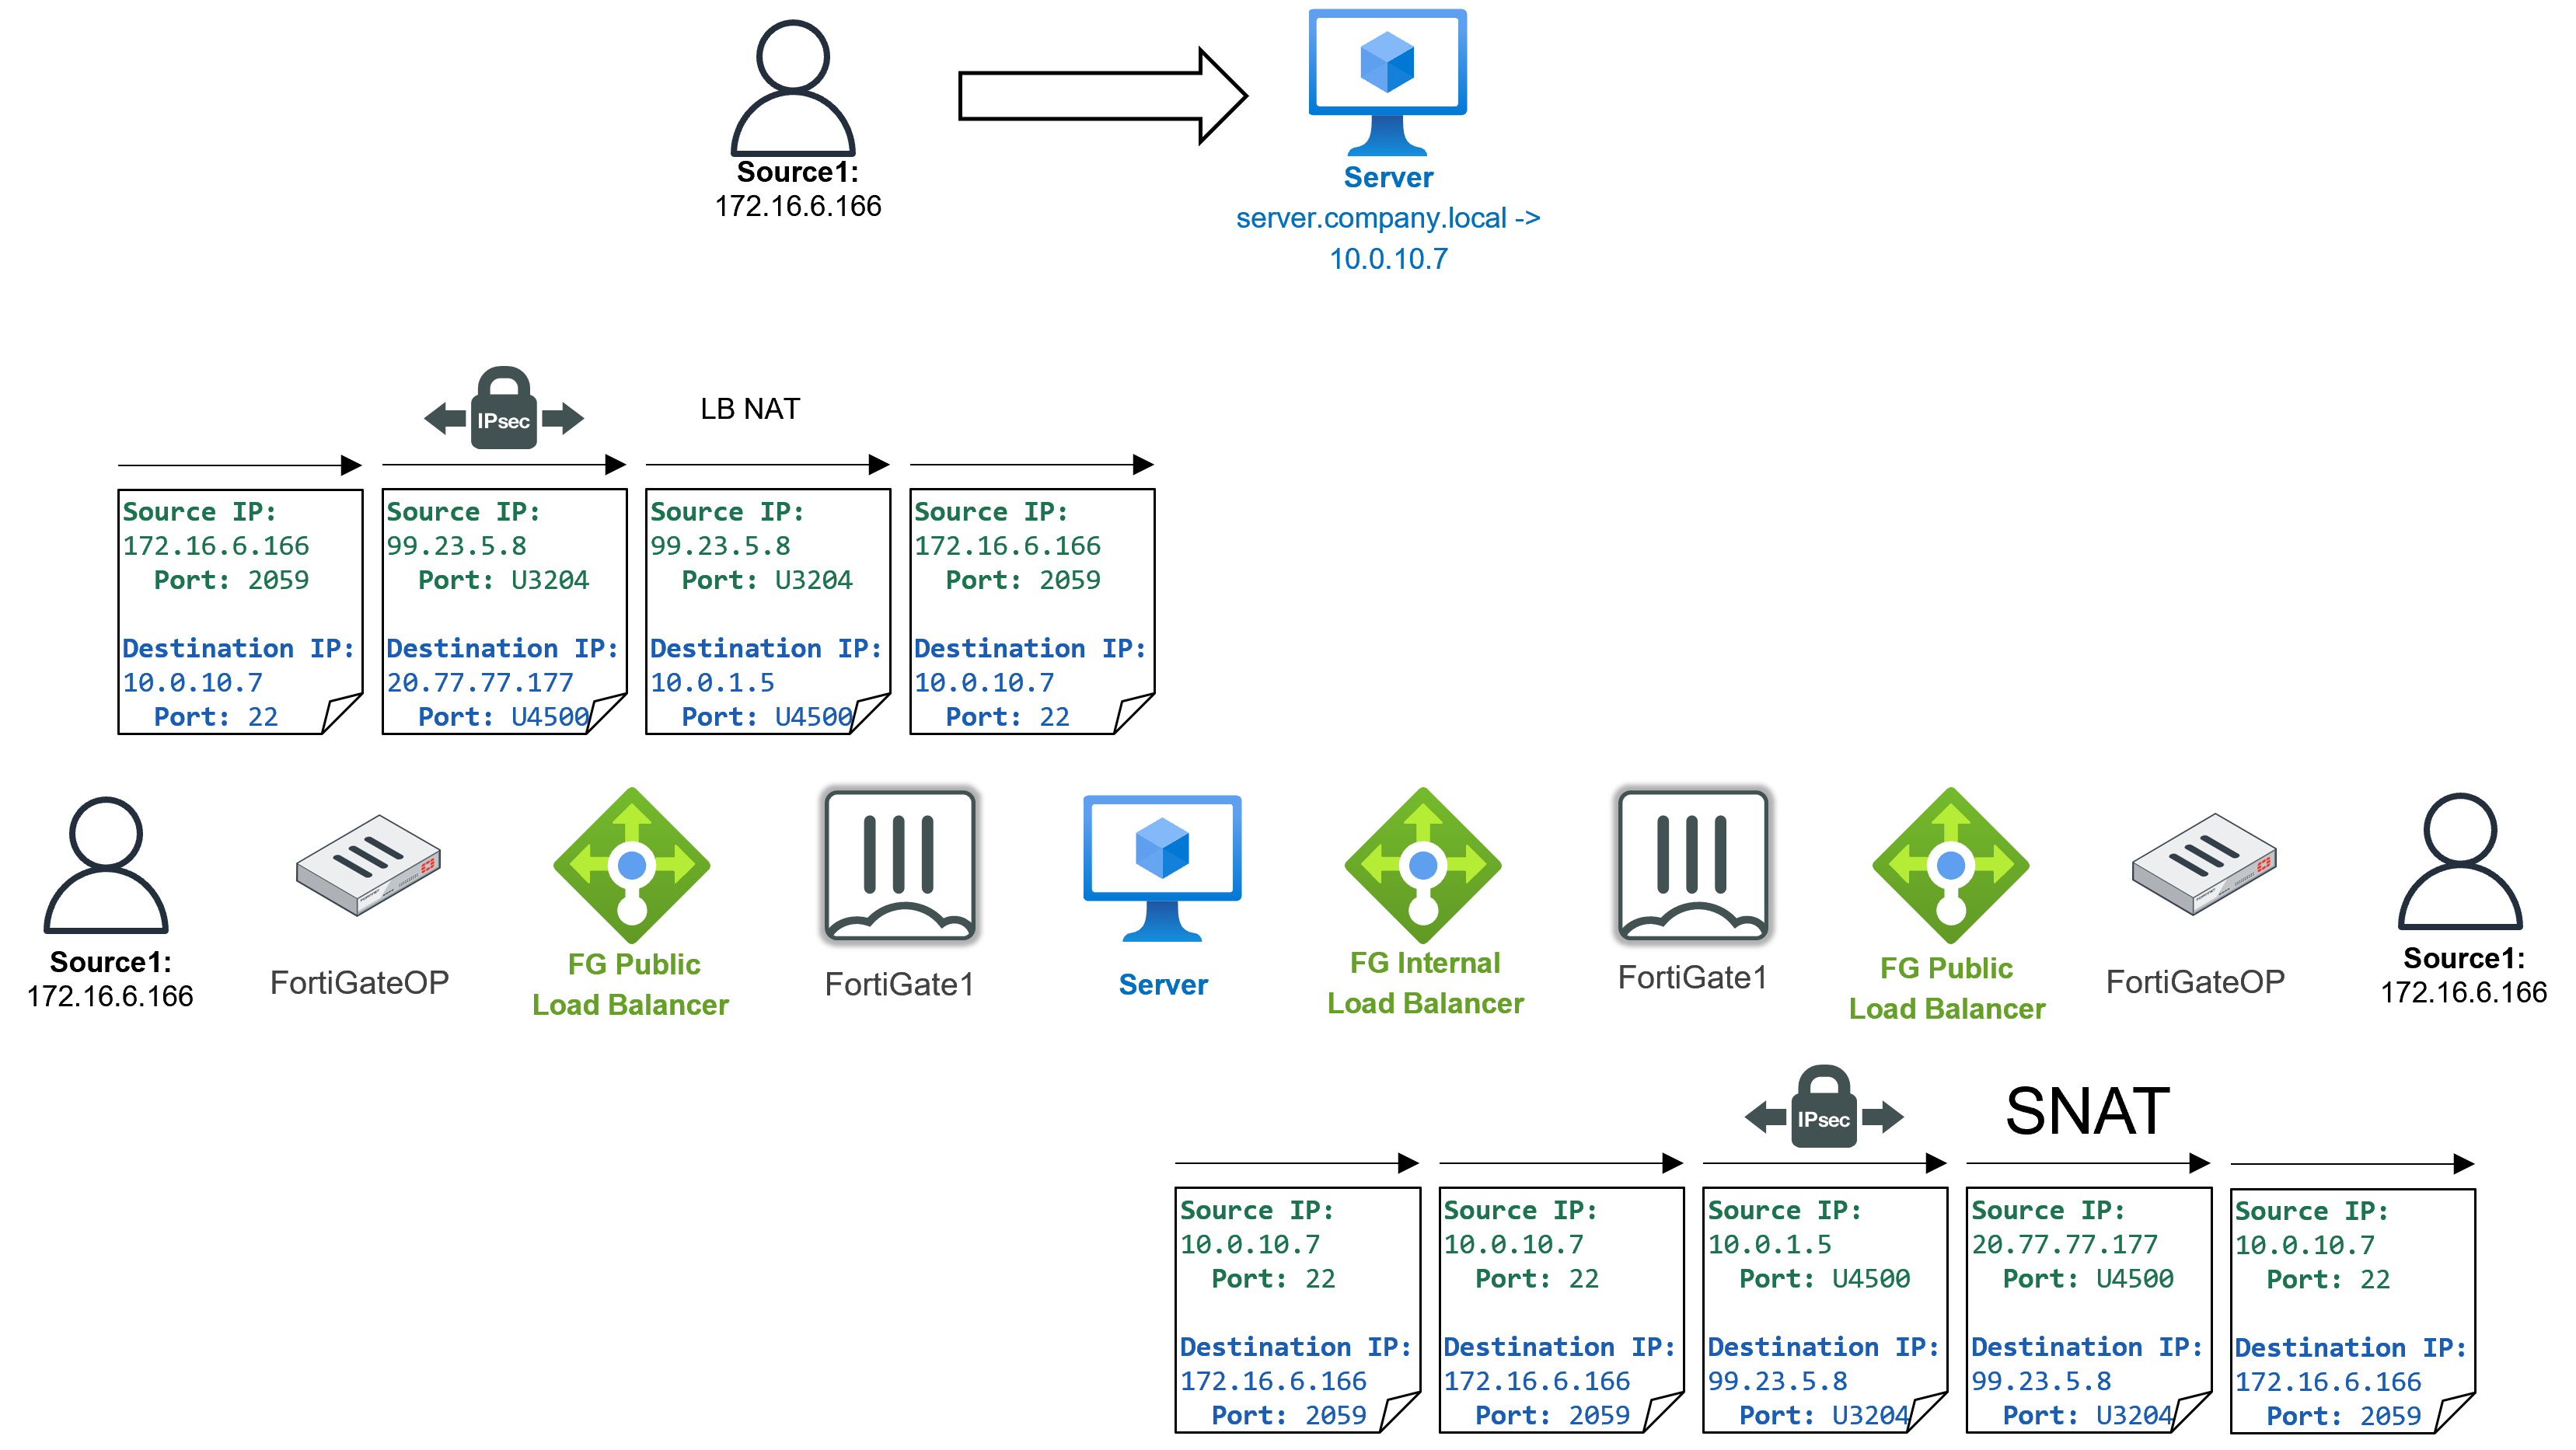 Source1:
172.16.6.166
Server
server.company.local ->
10.0.10.7
IPsec
LB NAT
Source IP:
172.16.6.166
Port: 2059
Destination IP:
10.0.10.7
Port: 22
Source IP:
99.23.5.8
Port: U3204
Destination IP:
20.77.77.177
Port: U4500
Source IP:
99.23.5.8
Port: U3204
Destination IP:
10.0.1.5
Port: U4500
Source IP:
172.16.6.166
Port: 2059
Destination IP:
10.0.10.7
Port: 22
Source1:
172.16.6.166
FortiGateOP
FG Public
Load Balancer
FortiGate1
Server
FG Internal
Load Balancer
FortiGate1
FG Public
Load Balancer
FortiGateOP
Source1:
172.16.6.166
IPsec
SNAT
Source IP:
10.0.10.7
Port: 22
Destination IP:
172.16.6.166
Port: 2059
Source IP:
10.0.10.7
Port: 22
Destination IP:
172.16.6.166
Port: 2059
Source IP:
10.0.1.5
Port: U4500
Destination IP:
99.23.5.8
Port: U3204
Source IP:
20.77.77.177
Port: U4500
Destination IP:
99.23.5.8
Port: U3204
Source IP:
10.0.10.7
Port: 22
Destination IP:
172.16.6.166
Port: 2059